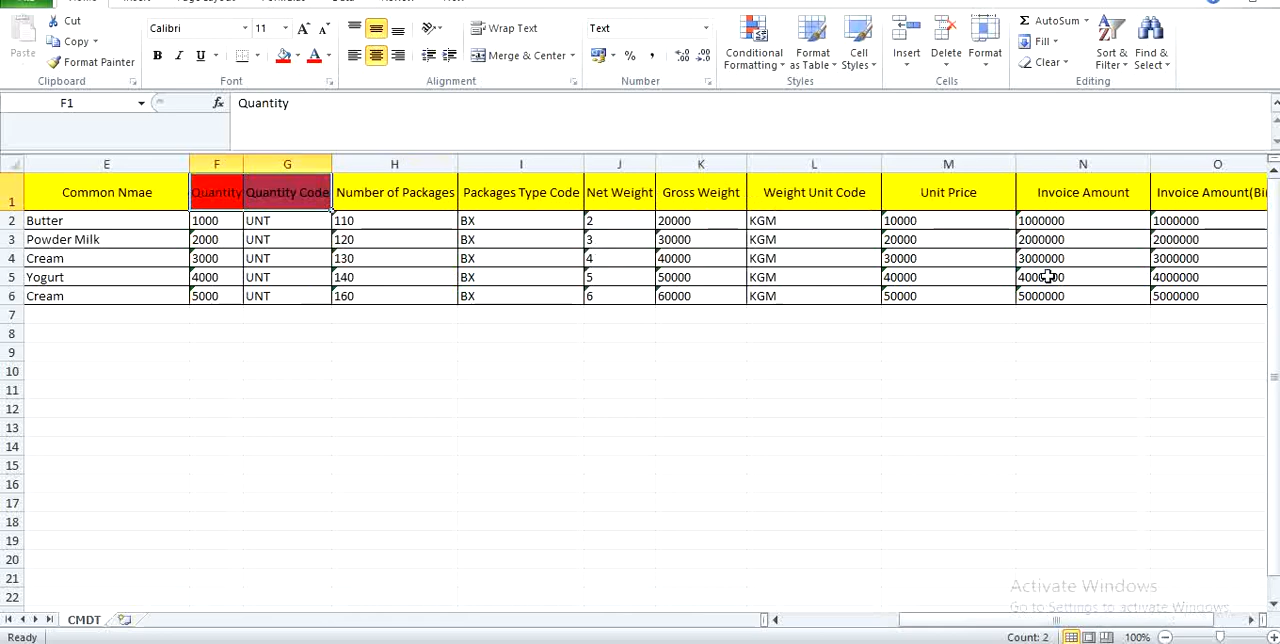 Cut
Calibri 11
Text
Wrap Text
AutoSum
Copy
Fill
Paste
Format Painter
Merge & Center
Conditional Formatting
Format as Table
Cell Styles
Insert
Delete
Format
Clear
Sort & Filter
Find & Select
Clipboard
Font
Alignment
Number
Styles
Cells
Editing
F1 fx Quantity
E F G H I J K L M N O
1 Common Nmae Quantity Quantity Code Number of Packages Packages Type Code Net Weight Gross Weight Weight Unit Code Unit Price Invoice Amount Invoice Amount(Bi
2 Butter 1000 UNT 110 BX 2 20000 KGM 10000 1000000 1000000
3 Powder Milk 2000 UNT 120 BX 3 30000 KGM 20000 2000000 2000000
4 Cream 3000 UNT 130 BX 4 40000 KGM 30000 3000000 3000000
5 Yogurt 4000 UNT 140 BX 5 50000 KGM 40000 4000000 4000000
6 Cream 5000 UNT 160 BX 6 60000 KGM 50000 5000000 5000000
7
8
9
10
11
12
13
14
15
16
17
18
19
20
21
22
Activate Windows
Go to Settings to activate Windows.
CMDT
Ready Count: 2 100%